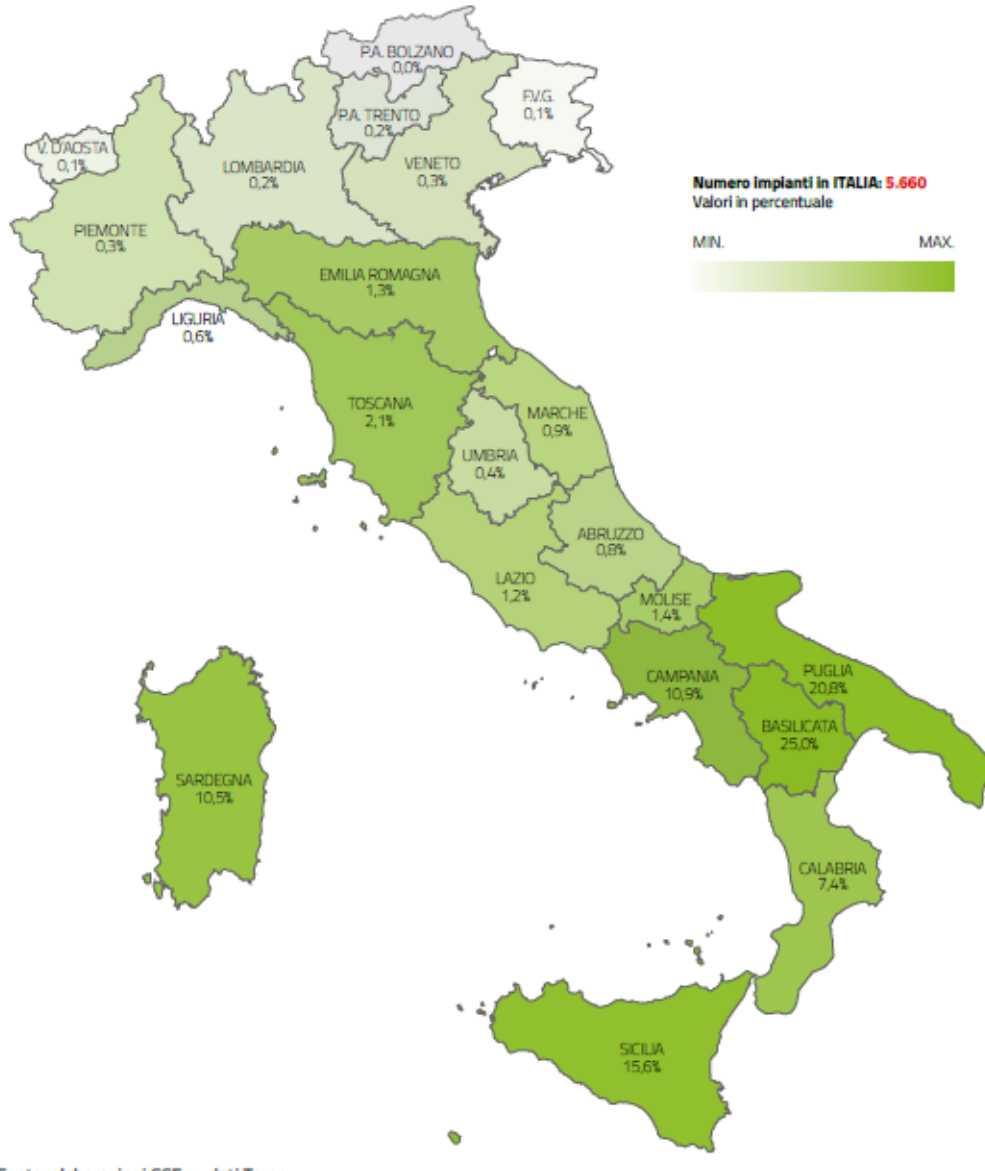 P.A. BOLZANO
0,0%
F.V.G.
0,1%
P.A. TRENTO
0,2%
V. D'AOSTA
0,1%
LOMBARDIA
0,2%
VENETO
0,3%
Numero impianti in ITALIA: 5.660
Valori in percentuale
MIN. MAX.
PIEMONTE
0,3%
EMILIA ROMAGNA
1,3%
LIGURIA
0,6%
TOSCANA
2,1%
MARCHE
0,9%
UMBRIA
0,4%
ABRUZZO
0,8%
LAZIO
1,2%
MOLISE
1,4%
CAMPANIA
10,9%
PUGLIA
20,8%
BASILICATA
25,0%
SARDEGNA
10,5%
CALABRIA
7,4%
SICILIA
15,6%